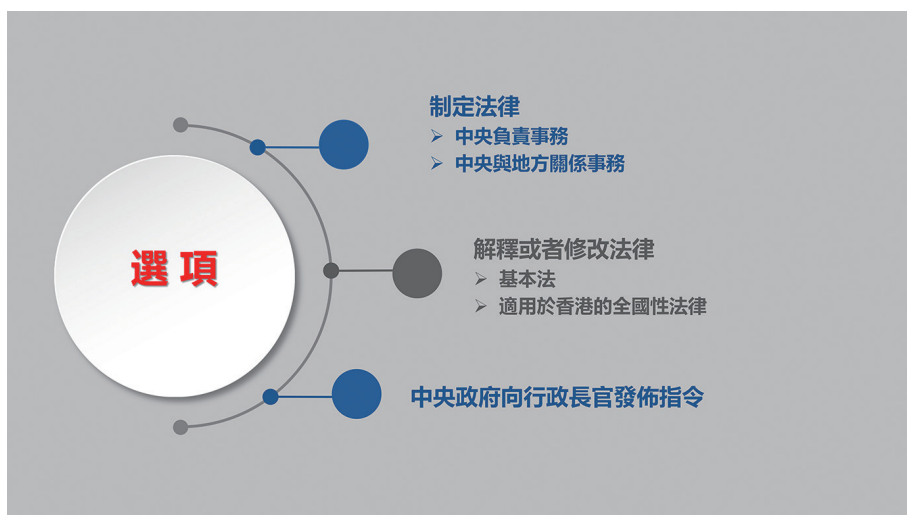 選項
制定法律
中央負責事務
中央與地方關係事務
解釋或者修改法律
基本法
適用於香港的全國性法律
中央政府向行政長官發佈指令